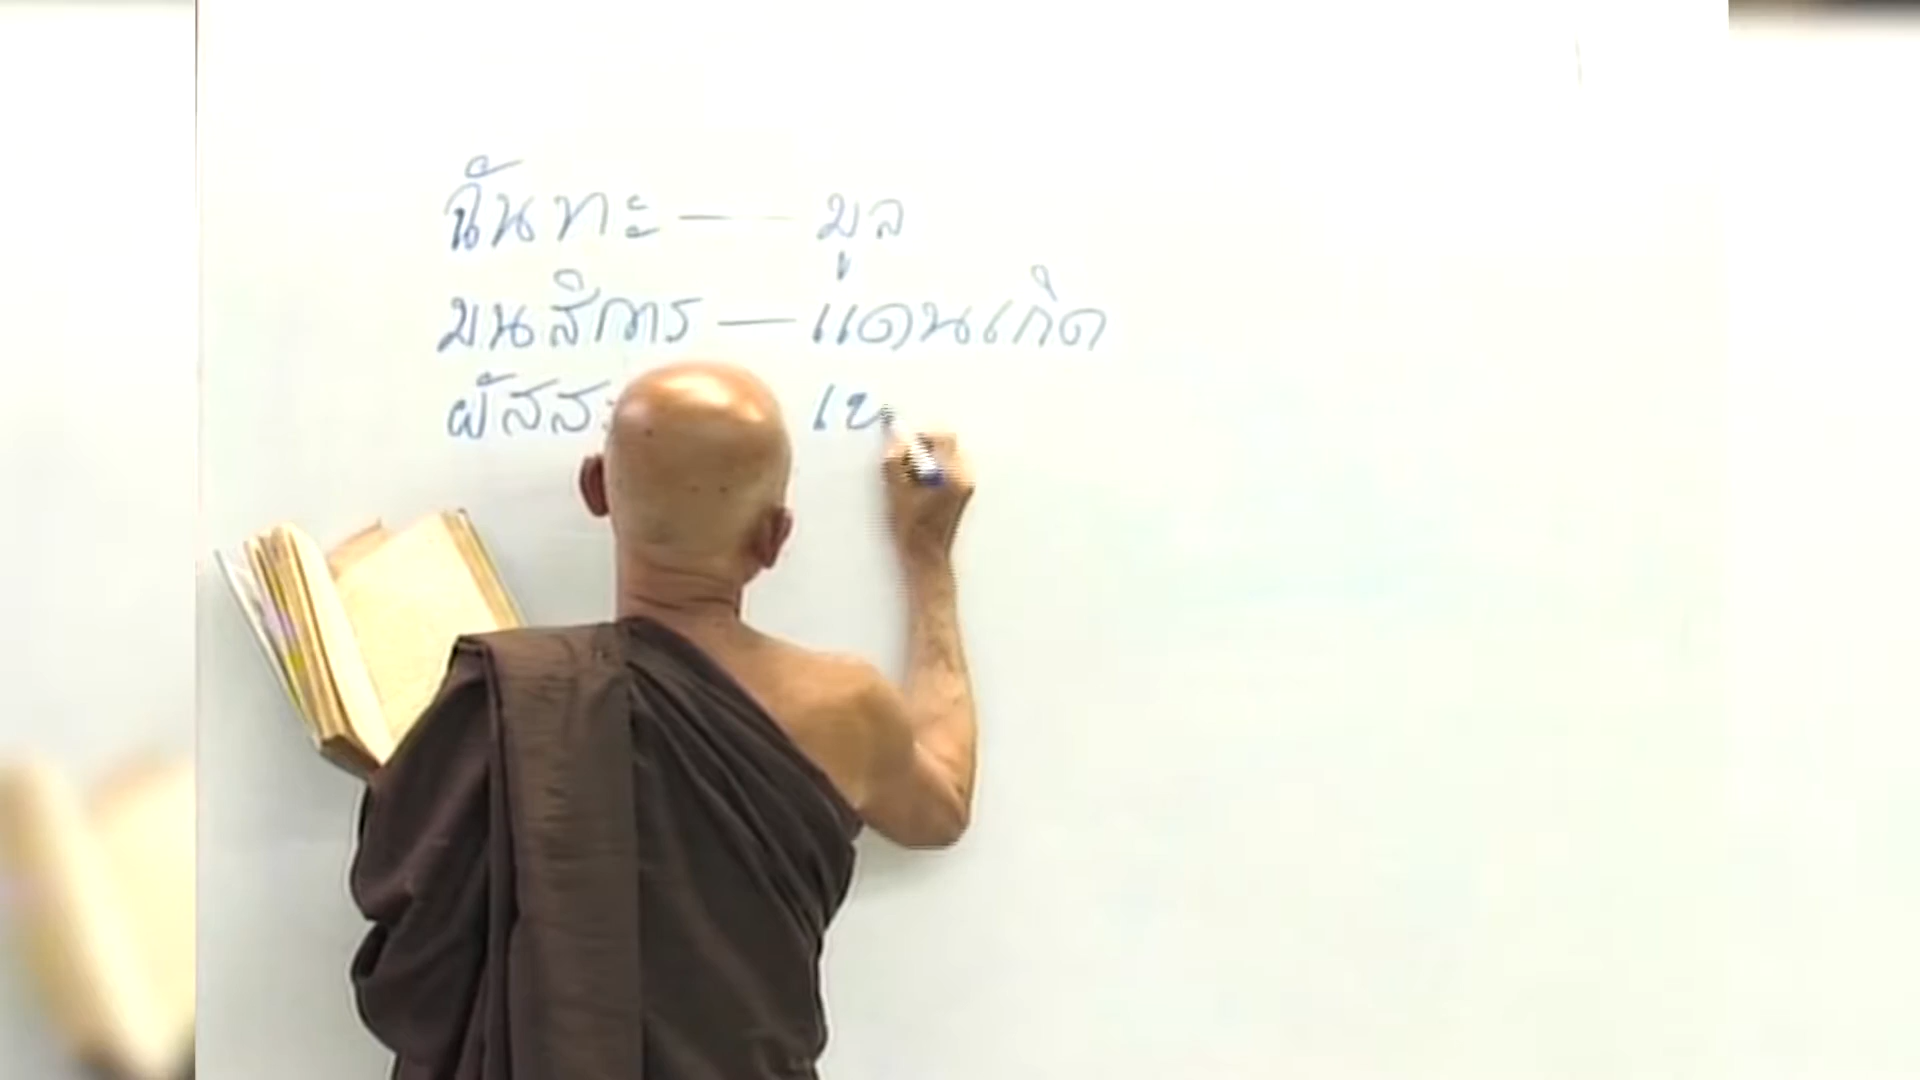 ฉันทะ — มูล
มนสิการ — แดนเกิด
ผัสสะ